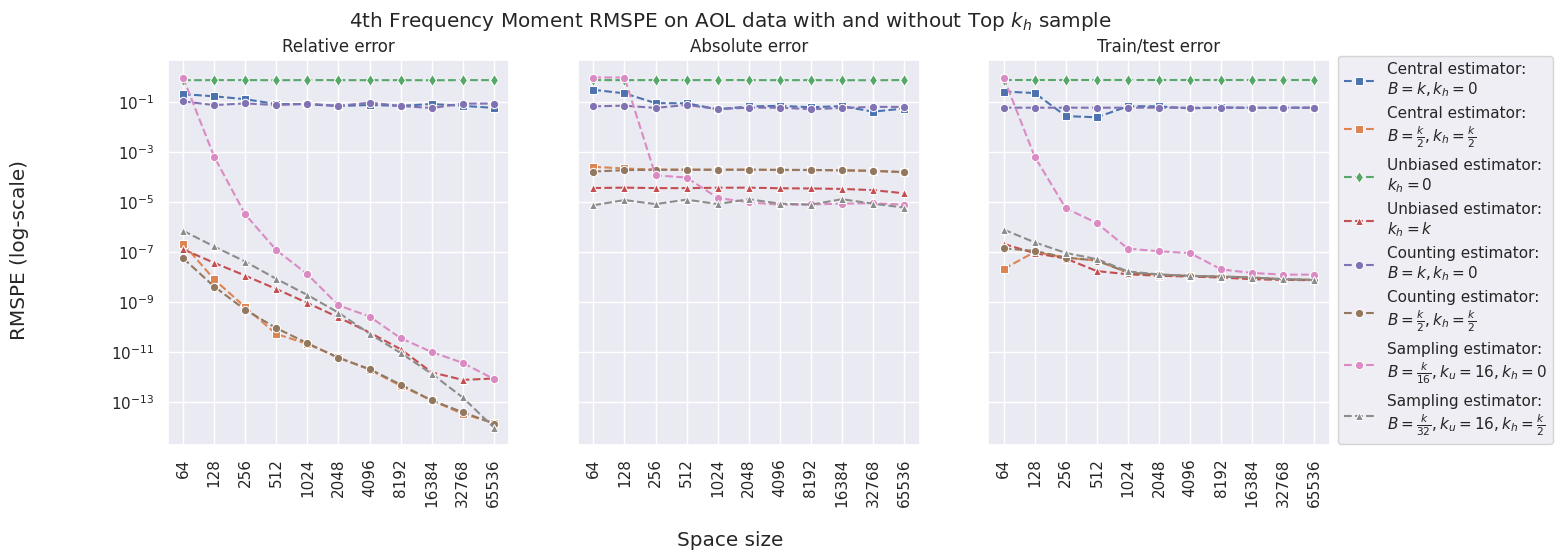 4th Frequency Moment RMSPE on AOL data with and without Top $k_h$ sample
Relative error
Absolute error
Train/test error
RMSPE (log-scale)
$10^{-1}$
$10^{-3}$
$10^{-5}$
$10^{-7}$
$10^{-9}$
$10^{-11}$
$10^{-13}$
64 128 256 512 1024 2048 4096 8192 16384 32768 65536
64 128 256 512 1024 2048 4096 8192 16384 32768 65536
64 128 256 512 1024 2048 4096 8192 16384 32768 65536
Space size
Central estimator:
$B = k, k_h = 0$
Central estimator:
$B = \frac{k}{2}, k_h = \frac{k}{2}$
Unbiased estimator:
$k_h = 0$
Unbiased estimator:
$k_h = k$
Counting estimator:
$B = k, k_h = 0$
Counting estimator:
$B = \frac{k}{2}, k_h = \frac{k}{2}$
Sampling estimator:
$B = \frac{k}{16}, k_u = 16, k_h = 0$
Sampling estimator:
$B = \frac{k}{32}, k_u = 16, k_h = \frac{k}{2}$